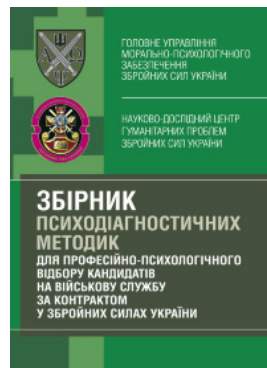 ГОЛОВНЕ УПРАВЛІННЯ
МОРАЛЬНО-ПСИХОЛОГІЧНОГО
ЗАБЕЗПЕЧЕННЯ
ЗБРОЙНИХ СИЛ УКРАЇНИ
НАУКОВО-ДОСЛІДНИЙ ЦЕНТР
ГУМАНІТАРНИХ ПРОБЛЕМ
ЗБРОЙНИХ СИЛ УКРАЇНИ
ЗБІРНИК
ПСИХОДІАГНОСТИЧНИХ
МЕТОДИК
ДЛЯ ПРОФЕСІЙНО-ПСИХОЛОГІЧНОГО
ВІДБОРУ КАНДИДАТІВ
НА ВІЙСЬКОВУ СЛУЖБУ
ЗА КОНТРАКТОМ
У ЗБРОЙНИХ СИЛАХ УКРАЇНИ